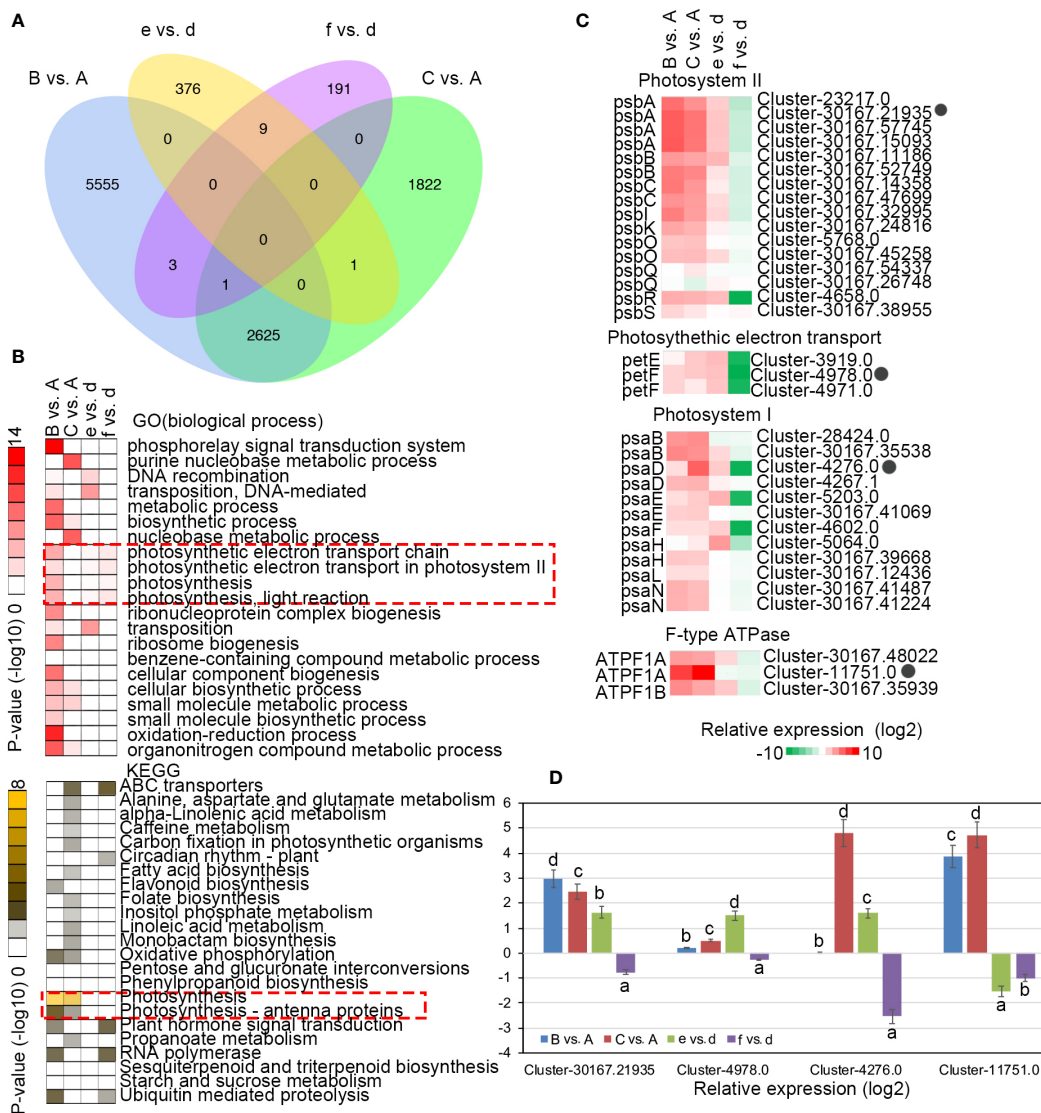 A
e vs. d
f vs. d
B vs. A
C vs. A
376
191
0
9
0
5555
0
0
1822
0
3
1
0
1
2625
B
B vs. A
C vs. A
e vs. d
f vs. d
GO(biological process)
14
P-value (-log10) 0
phosphorelay signal transduction system
purine nucleobase metabolic process
DNA recombination
transposition, DNA-mediated
metabolic process
biosynthetic process
nucleobase metabolic process
photosynthetic electron transport chain
photosynthetic electron transport in photosystem II
photosynthesis
photosynthesis, light reaction
ribonucleoprotein complex biogenesis
transposition
ribosome biogenesis
benzene-containing compound metabolic process
cellular component biogenesis
cellular biosynthetic process
small molecule metabolic process
small molecule biosynthetic process
oxidation-reduction process
organonitrogen compound metabolic process
KEGG
8
P-value (-log10) 0
ABC transporters
Alanine, aspartate and glutamate metabolism
alpha-Linolenic acid metabolism
Caffeine metabolism
Carbon fixation in photosynthetic organisms
Circadian rhythm - plant
Fatty acid biosynthesis
Flavonoid biosynthesis
Folate biosynthesis
Inositol phosphate metabolism
Linoleic acid metabolism
Monobactam biosynthesis
Oxidative phosphorylation
Pentose and glucuronate interconversions
Phenylpropanoid biosynthesis
Photosynthesis
Photosynthesis - antenna proteins
Plant hormone signal transduction
Propanoate metabolism
RNA polymerase
Sesquiterpenoid and triterpenoid biosynthesis
Starch and sucrose metabolism
Ubiquitin mediated proteolysis
C
B vs. A
C vs. A
e vs. d
f vs. d
Photosystem II
psbA Cluster-23217.0
psbA Cluster-30167.21935
psbA Cluster-30167.57745
psbA Cluster-30167.15093
psbB Cluster-30167.11186
psbB Cluster-30167.52749
psbC Cluster-30167.14358
psbC Cluster-30167.47699
psbI Cluster-30167.32995
psbK Cluster-30167.24816
psbO Cluster-5768.0
psbO Cluster-30167.45258
psbQ Cluster-30167.54337
psbQ Cluster-30167.26748
psbR Cluster-4658.0
psbS Cluster-30167.38955
Photosythethic electron transport
petE Cluster-3919.0
petF Cluster-4978.0
petF Cluster-4971.0
Photosystem I
psaB Cluster-28424.0
psaB Cluster-30167.35538
psaD Cluster-4276.0
psaD Cluster-4267.1
psaE Cluster-5203.0
psaE Cluster-30167.41069
psaF Cluster-4602.0
psaH Cluster-5064.0
psaH Cluster-30167.39668
psaL Cluster-30167.12436
psaN Cluster-30167.41487
psaN Cluster-30167.41224
F-type ATPase
ATPF1A Cluster-30167.48022
ATPF1A Cluster-11751.0
ATPF1B Cluster-30167.35939
Relative expression (log2)
-10 10
D
6
5
4
3
2
1
0
-1
-2
-3
-4
d c b a
b c d a
b d c a
c d a b
B vs. A C vs. A e vs. d f vs. d
Cluster-30167.21935 Cluster-4978.0 Cluster-4276.0 Cluster-11751.0
Relative expression (log2)